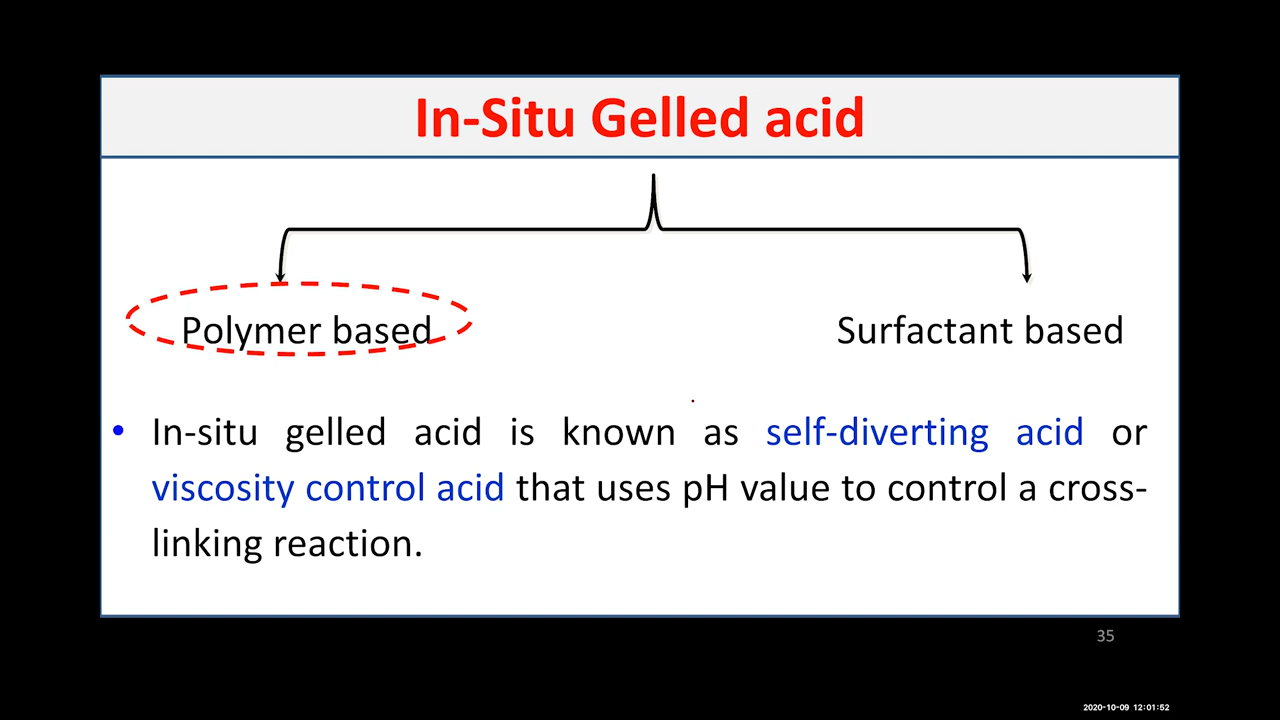 In-Situ Gelled acid
Polymer based
Surfactant based
• In-situ gelled acid is known as self-diverting acid or
viscosity control acid that uses pH value to control a cross-
linking reaction.
35
2020-10-09 12:01:52